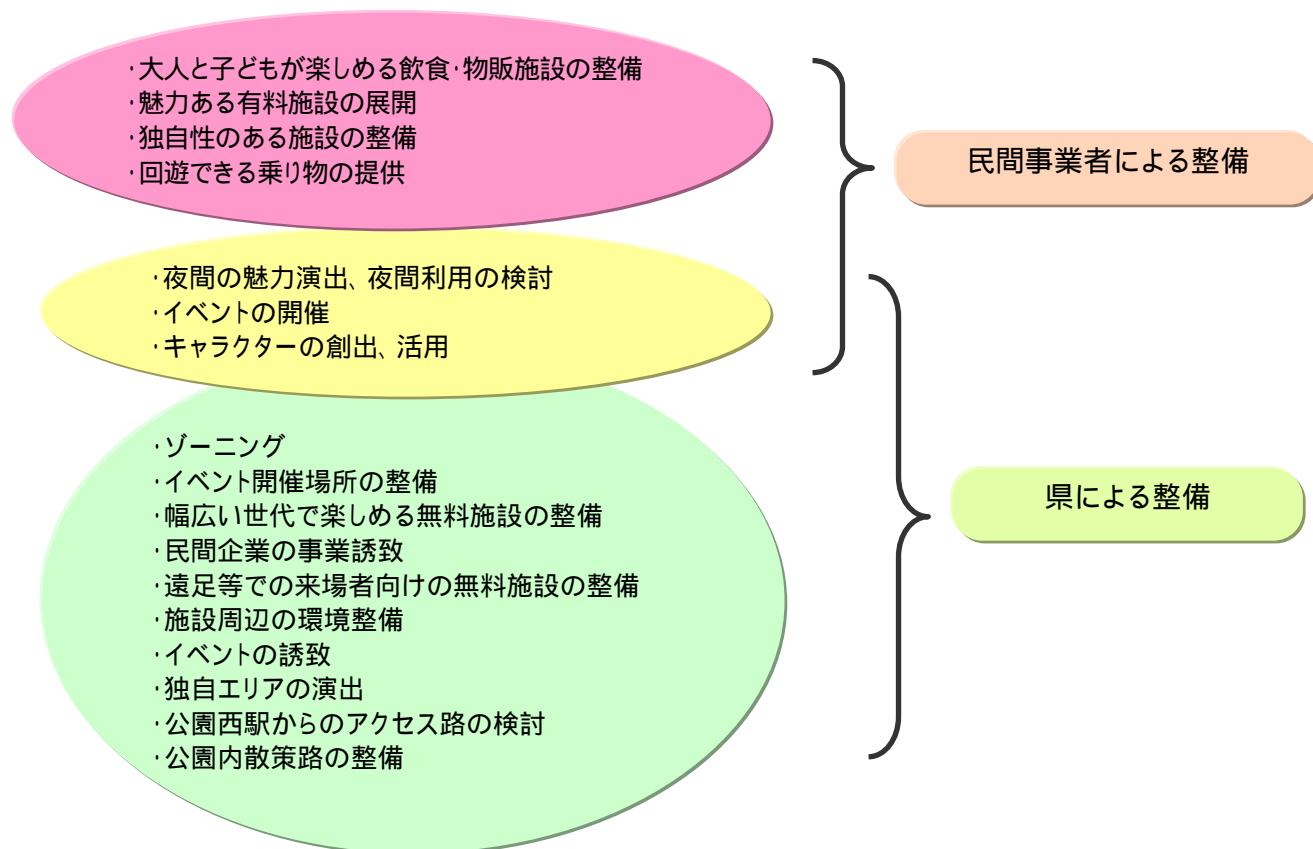 ･大人と子どもが楽しめる飲食･物販施設の整備
･魅力ある有料施設の展開
･独自性のある施設の整備
･回遊できる乗り物の提供
民間事業者による整備
･夜間の魅力演出、夜間利用の検討
･イベントの開催
･キャラクターの創出、活用
･ゾーニング
･イベント開催場所の整備
･幅広い世代で楽しめる無料施設の整備
･民間企業の事業誘致
･遠足等での来場者向けの無料施設の整備
･施設周辺の環境整備
･イベントの誘致
･独自エリアの演出
･公園西駅からのアクセス路の検討
･公園内散策路の整備
県による整備